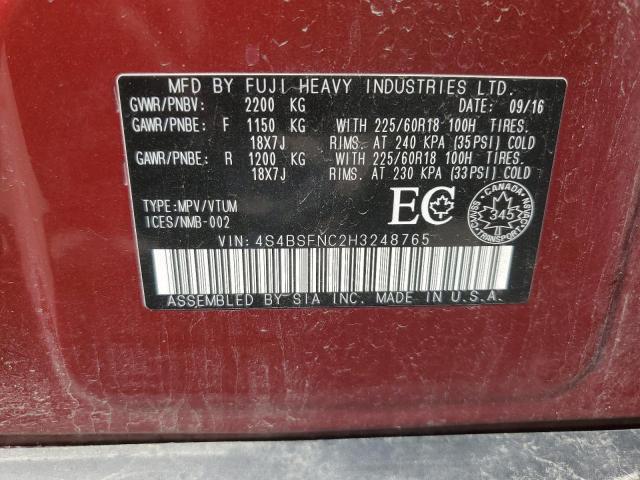 MFD BY FUJI HEAVY INDUSTRIES LTD.
GVWR/PNBV: 2200 KG DATE: 09/16
GAWR/PNBE: F 1150 KG WITH 225/60R18 100H TIRES.
18X7J RIMS. AT 240 KPA (35PSI) COLD
GAWR/PNBE: R 1200 KG WITH 225/60R18 100H TIRES.
18X7J RIMS. AT 230 KPA (33PSI) COLD
TYPE:MPV/VTUM
ICES/NMB-002
EC
CANADA
345
VIN: 4S4BSFNC2H3248765
ASSEMBLED BY SIA INC. MADE IN U.S.A.